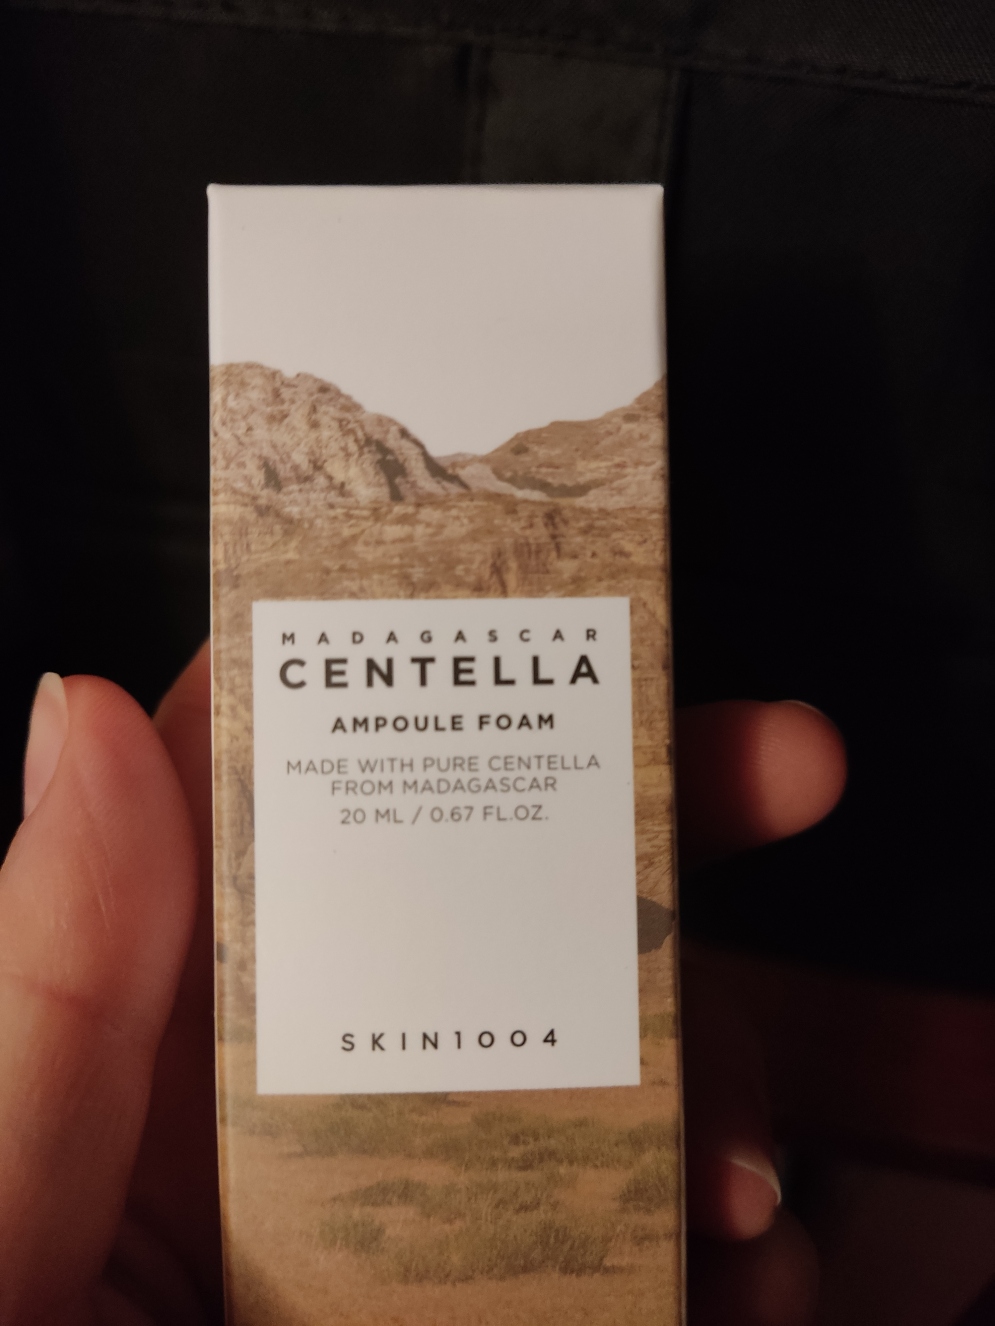 MADAGASCAR
CENTELLA
AMPOULE FOAM
MADE WITH PURE CENTELLA
FROM MADAGASCAR
20 ML / 0.67 FL.OZ.
SKIN1004